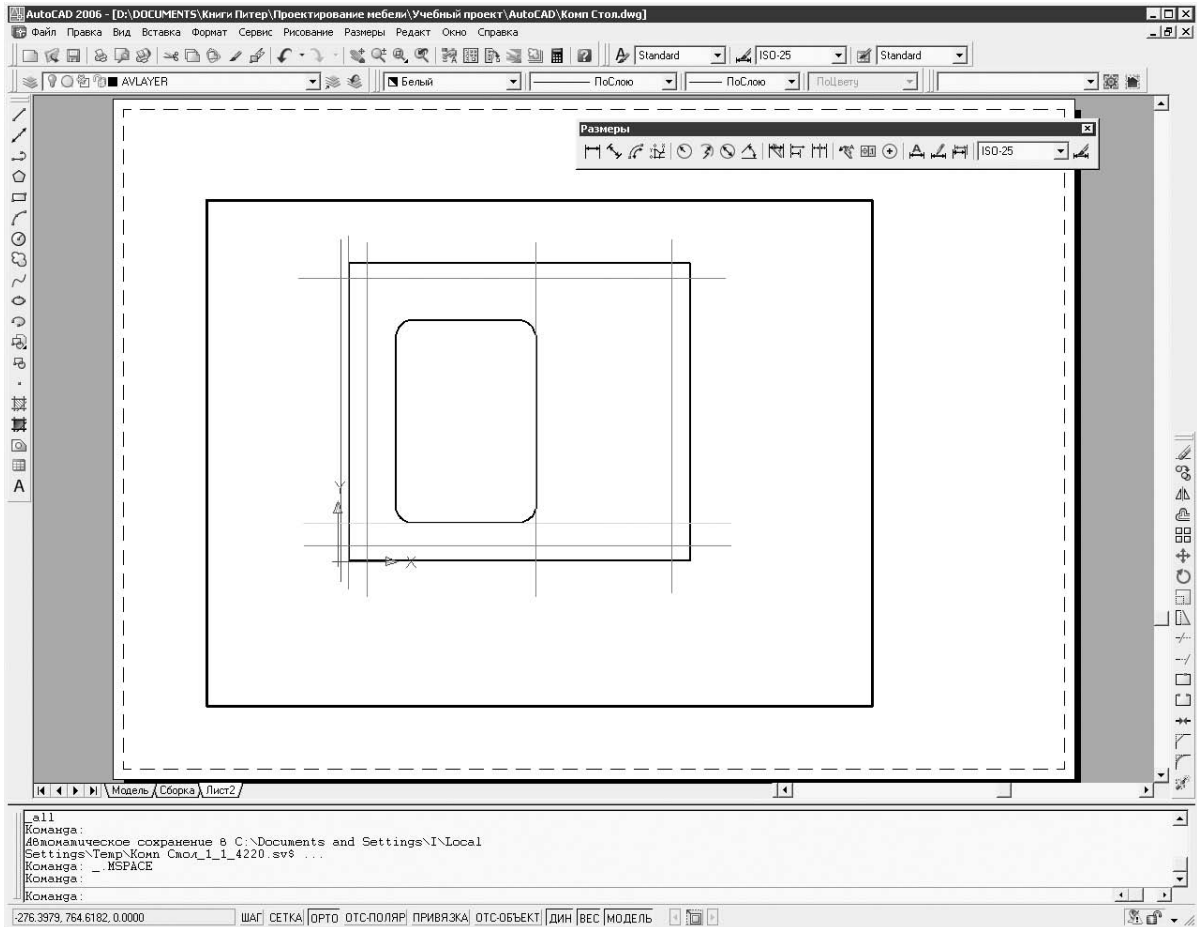 AutoCAD 2006 - [D:\DOCUMENTS\Книги Питер\Проектирование мебели\Учебный проект\AutoCAD\Комп Стол.dwg]
Файл Правка Вид Вставка Формат Сервис Рисование Размеры Редакт Окно Справка
Standard ISO-25 Standard
AVLAYER Белый ПоСлою ПоСлою ПоЦвету
Размеры
ISO-25
Y
X
A
Модель Сборка Лист2
_all
Команда:
Автоматическое сохранение в C:\Documents and Settings\I\Local
Settings\Temp\Комп Стол_1_1_4220.sv$ ...
Команда: _.MSPACE
Команда:
Команда:
-276.3979, 764.6182, 0.0000 ШАГ СЕТКА ОРТО ОТС-ПОЛЯР ПРИВЯЗКА ОТС-ОБЪЕКТ ДИН ВЕС МОДЕЛЬ